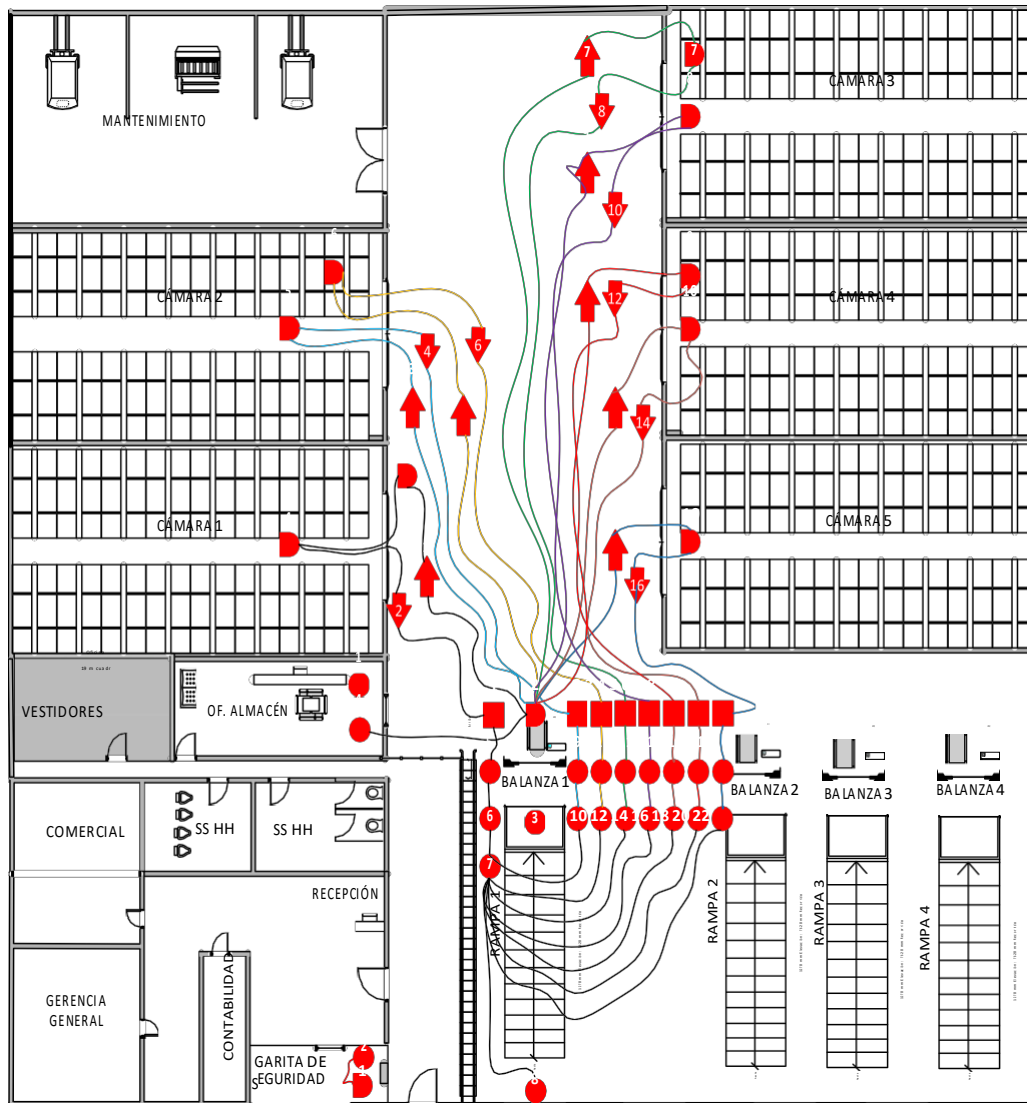 7
7
CÁMARA 3
8
MANTENIMIENTO
10
CÁMARA 2
12
CÁMARA 4
4
6
14
CÁMARA 1
CÁMARA 5
2
16
1
VESTIDORES
OF. ALMACÉN
BALANZA 1
BALANZA 2
BALANZA 3
BALANZA 4
COMERCIAL
SS HH
SS HH
6
3
10
12
14
16
18
20
22
7
RECEPCIÓN
RAMPA 1
RAMPA 2
RAMPA 3
RAMPA 4
CONTABILIDAD
GERENCIA
GENERAL
GARITA DE
SEGURIDAD
2
1
8